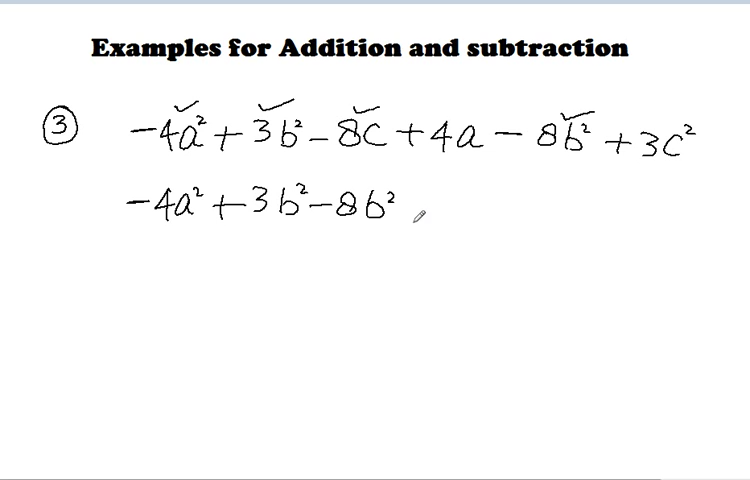 Examples for Addition and subtraction
③ -4a² + 3b² - 8c + 4a - 8b² + 3c²
-4a² + 3b² - 8b²